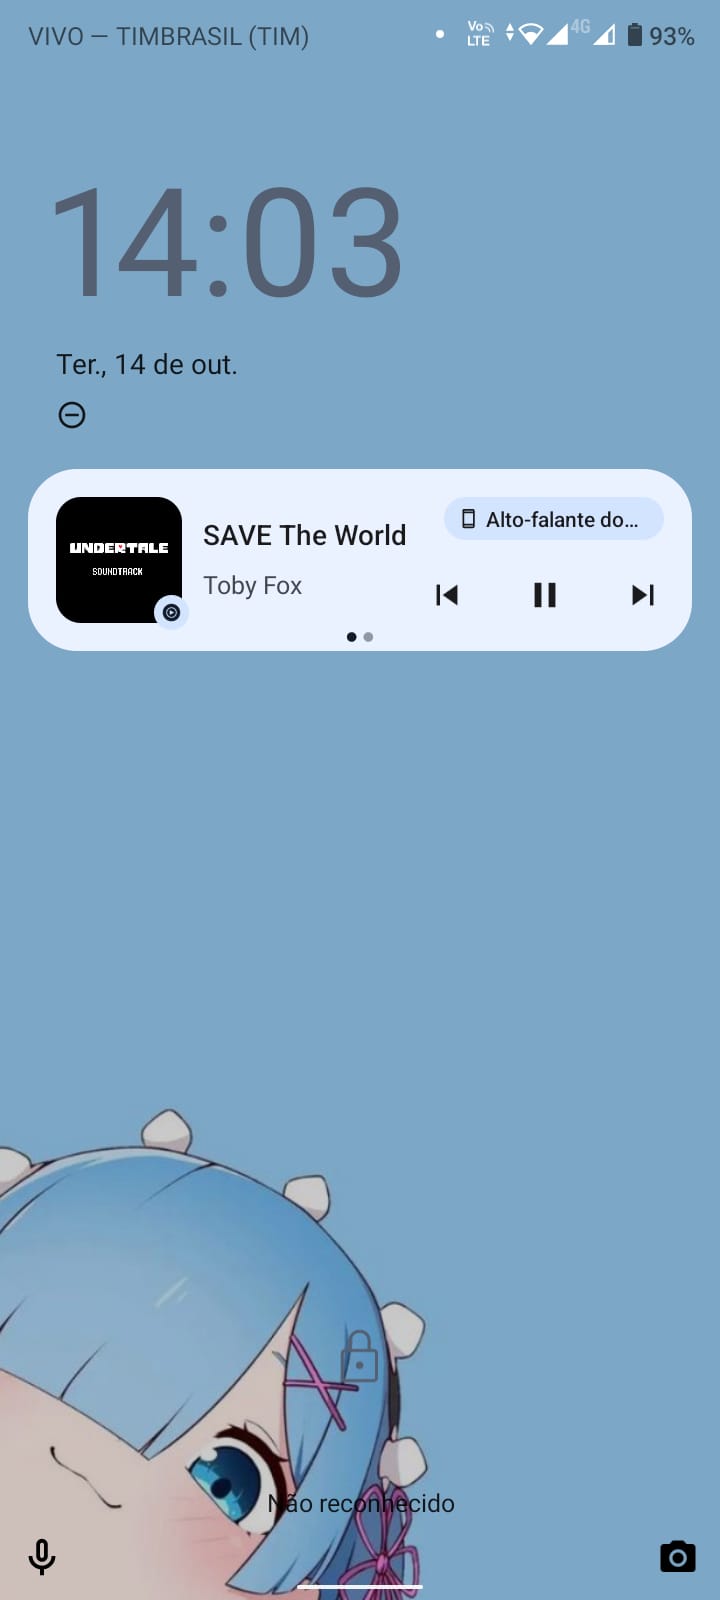 VIVO — TIMBRASIL (TIM)
Vo LTE
4G
93%
14:03
Ter., 14 de out.
UNDERTALE
SOUNDTRACK
SAVE The World
Toby Fox
Alto-falante do...
Não reconhecido